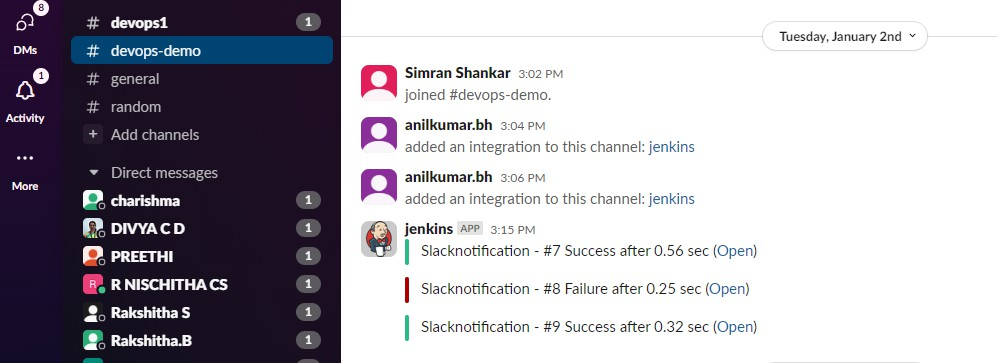 8
DMs
1
Activity
More
# devops1 1
# devops-demo
# general
# random
+ Add channels
Direct messages
charishma 1
DIVYA C D 1
PREETHI 1
R R NISCHITHA CS 1
Rakshitha S 1
Rakshitha.B 1
Tuesday, January 2nd
Simran Shankar 3:02 PM
joined #devops-demo.
anilkumar.bh 3:04 PM
added an integration to this channel: jenkins
anilkumar.bh 3:06 PM
added an integration to this channel: jenkins
jenkins APP 3:15 PM
Slacknotification - #7 Success after 0.56 sec (Open)
Slacknotification - #8 Failure after 0.25 sec (Open)
Slacknotification - #9 Success after 0.32 sec (Open)